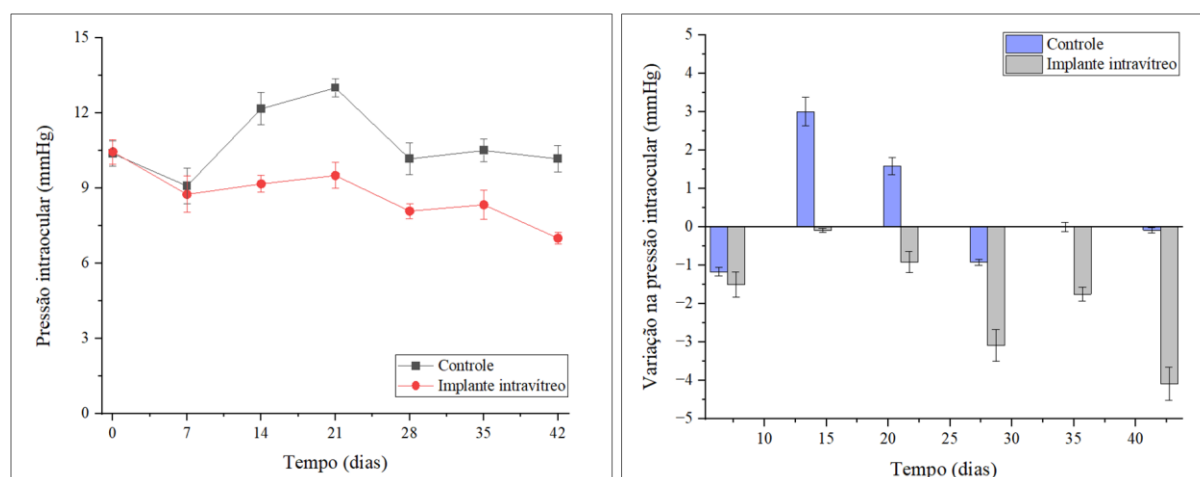 Pressão intraocular (mmHg)
15
12
9
6
3
0
Controle
Implante intravítreo
0 7 14 21 28 35 42
Tempo (dias)
Variação na pressão intraocular (mmHg)
5
4
3
2
1
0
−1
−2
−3
−4
−5
Controle
Implante intravítreo
10 15 20 25 30 35 40
Tempo (dias)